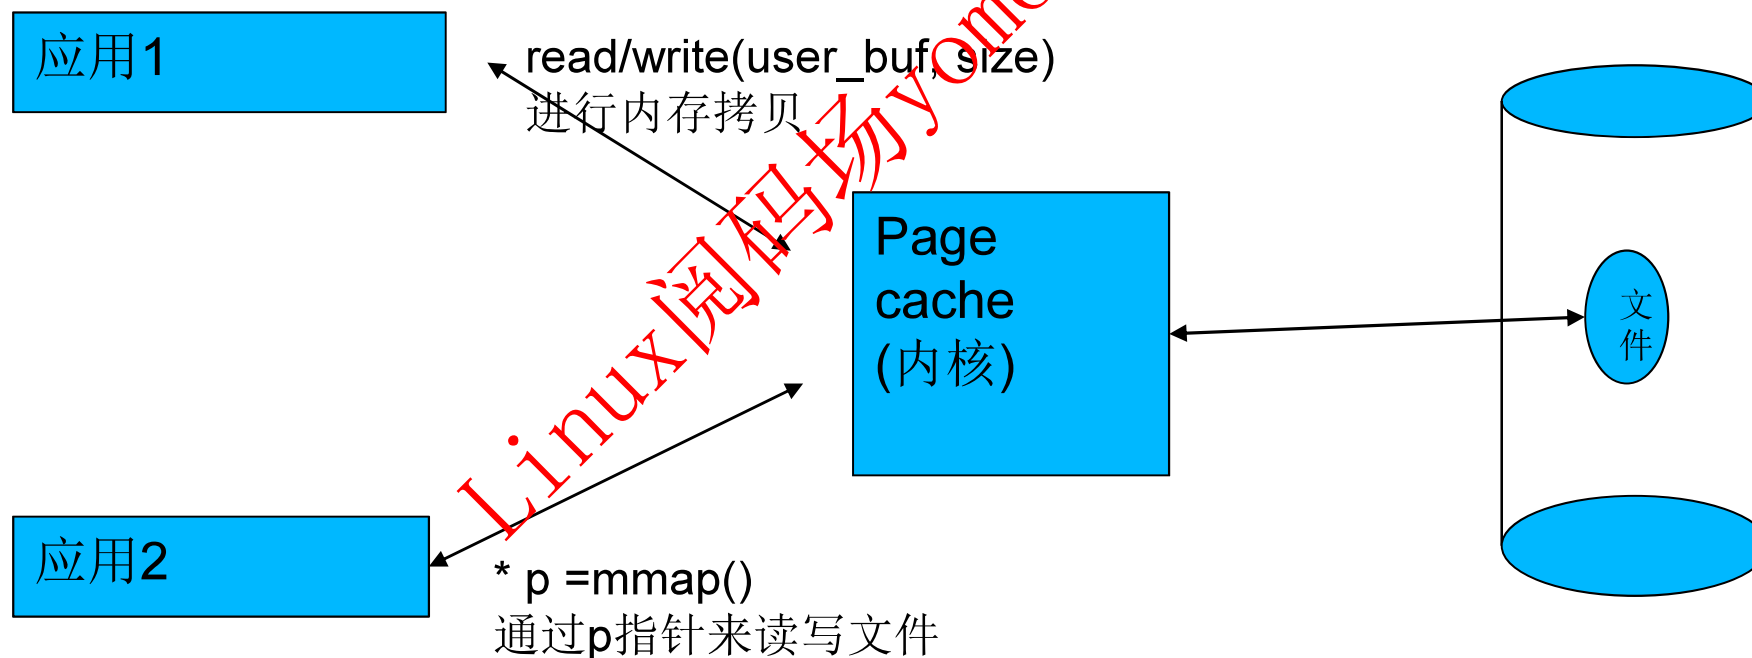 应用1
read/write(user_buf, size)
进行内存拷贝
Page
cache
(内核)
文
件
应用2
* p =mmap()
通过p指针来读写文件
Linux阅码场yome